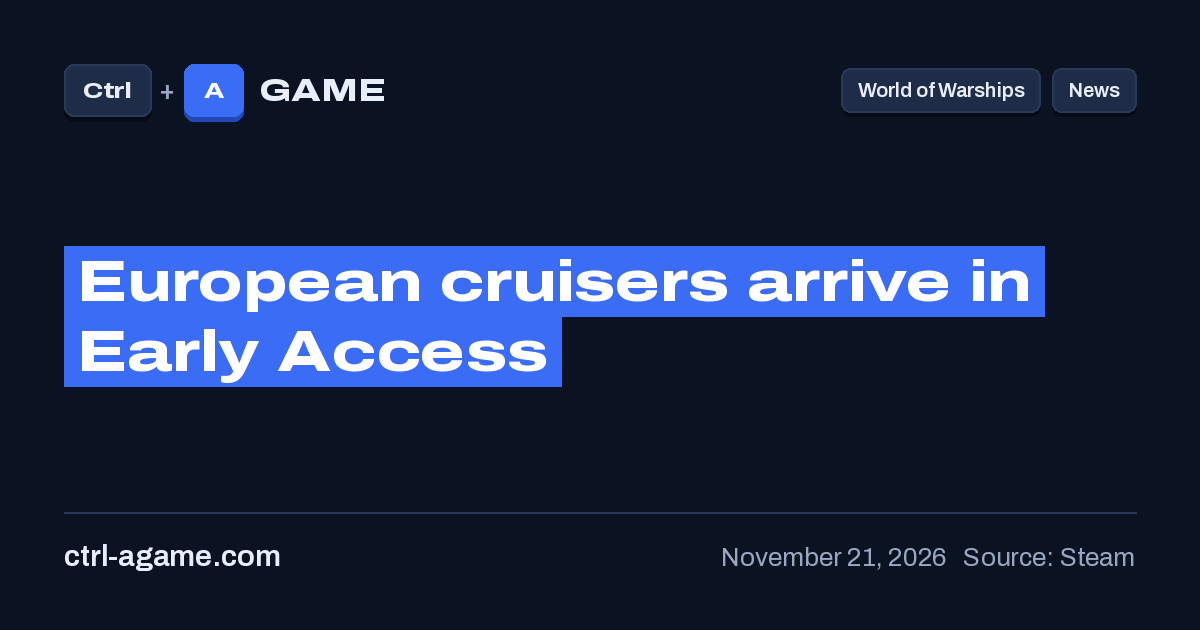 Ctrl + A GAME
World of Warships News
European cruisers arrive in
Early Access
ctrl-agame.com
November 21, 2026 Source: Steam